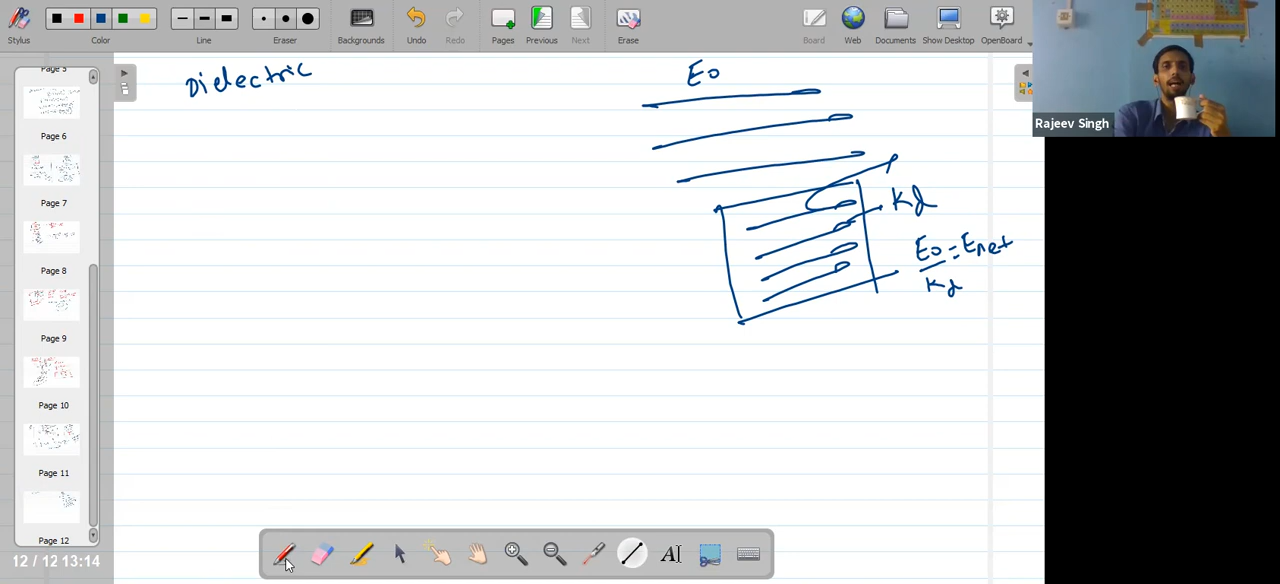 Stylus
Color
Line
Eraser
Backgrounds
Undo
Redo
Pages
Previous
Next
Erase
Board
Web
Documents
Show Desktop
OpenBoard
Page 5
Page 6
Page 7
Page 8
Page 9
Page 10
Page 11
Page 12
12 / 12 13:14
Dielectric
E0
Kd
E0 = Enet
Kd
Rajeev Singh